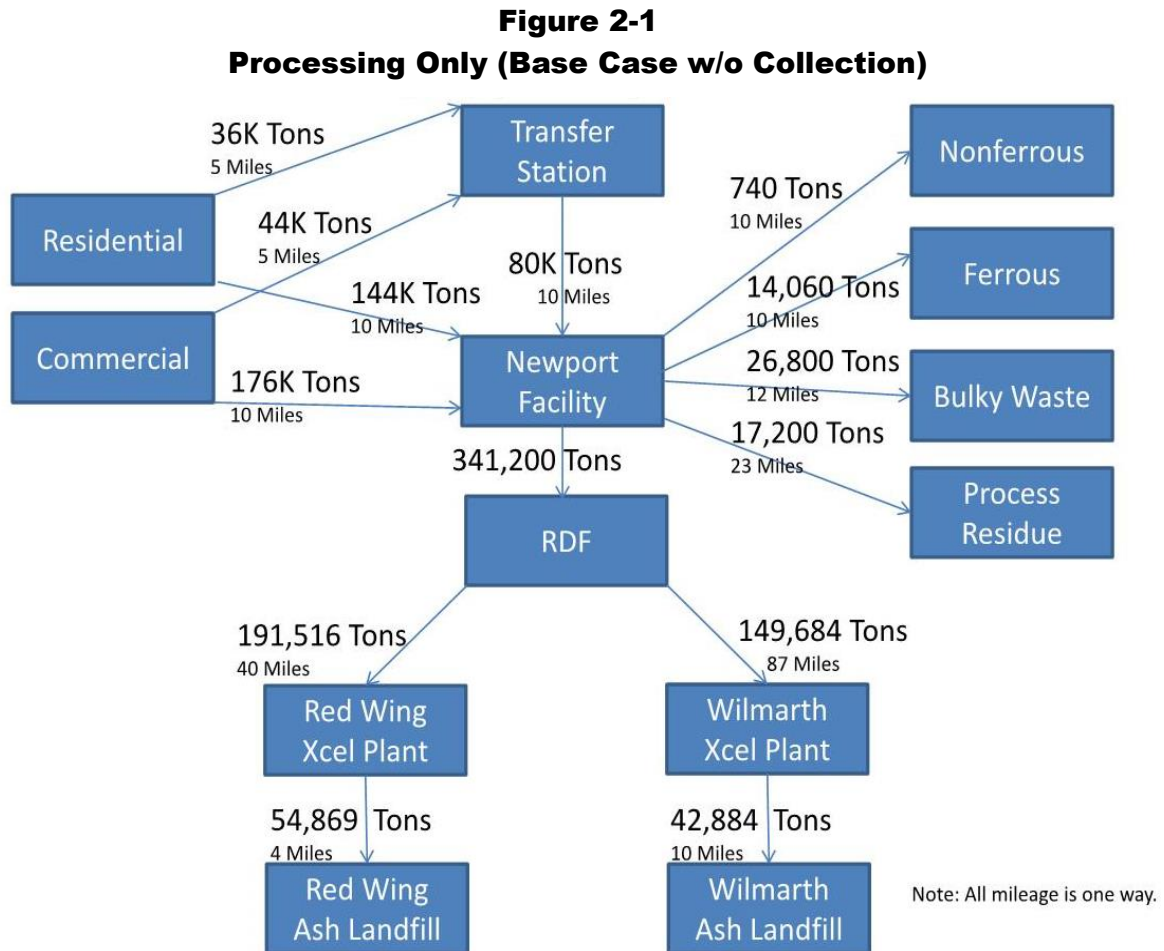 Figure 2-1
Processing Only (Base Case w/o Collection)
36K Tons
5 Miles
Transfer
Station
Nonferrous
740 Tons
10 Miles
44K Tons
5 Miles
Residential
80K Tons
10 Miles
Ferrous
14,060 Tons
10 Miles
144K Tons
10 Miles
Commercial
Newport
Facility
26,800 Tons
12 Miles
Bulky Waste
176K Tons
10 Miles
17,200 Tons
23 Miles
341,200 Tons
Process
Residue
RDF
191,516 Tons
40 Miles
149,684 Tons
87 Miles
Red Wing
Xcel Plant
Wilmarth
Xcel Plant
54,869 Tons
4 Miles
42,884 Tons
10 Miles
Red Wing
Ash Landfill
Wilmarth
Ash Landfill
Note: All mileage is one way.